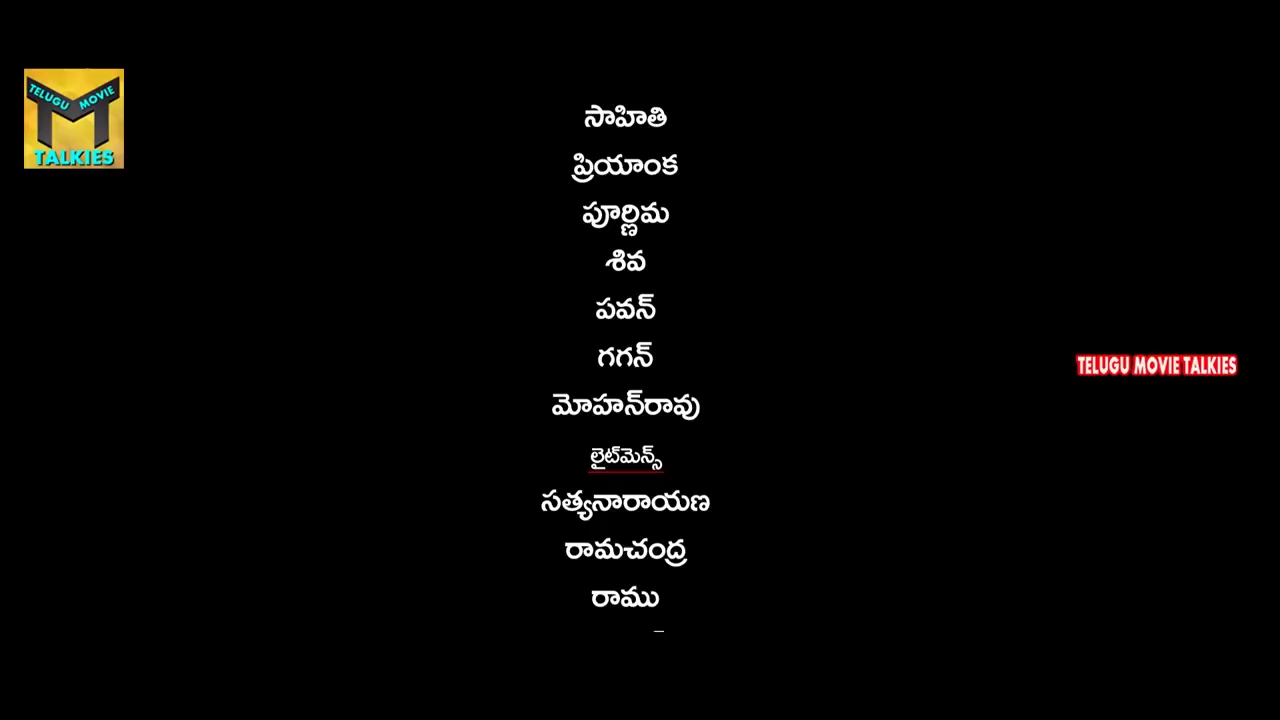 TELUGU MOVIE
TALKIES
సాహితి
ప్రియాంక
పూర్ణిమ
శివ
పవన్
గగన్
TELUGU MOVIE TALKIES
మోహన్‌రావు
లైట్‌మెన్స్
సత్యనారాయణ
రామచంద్ర
రాము